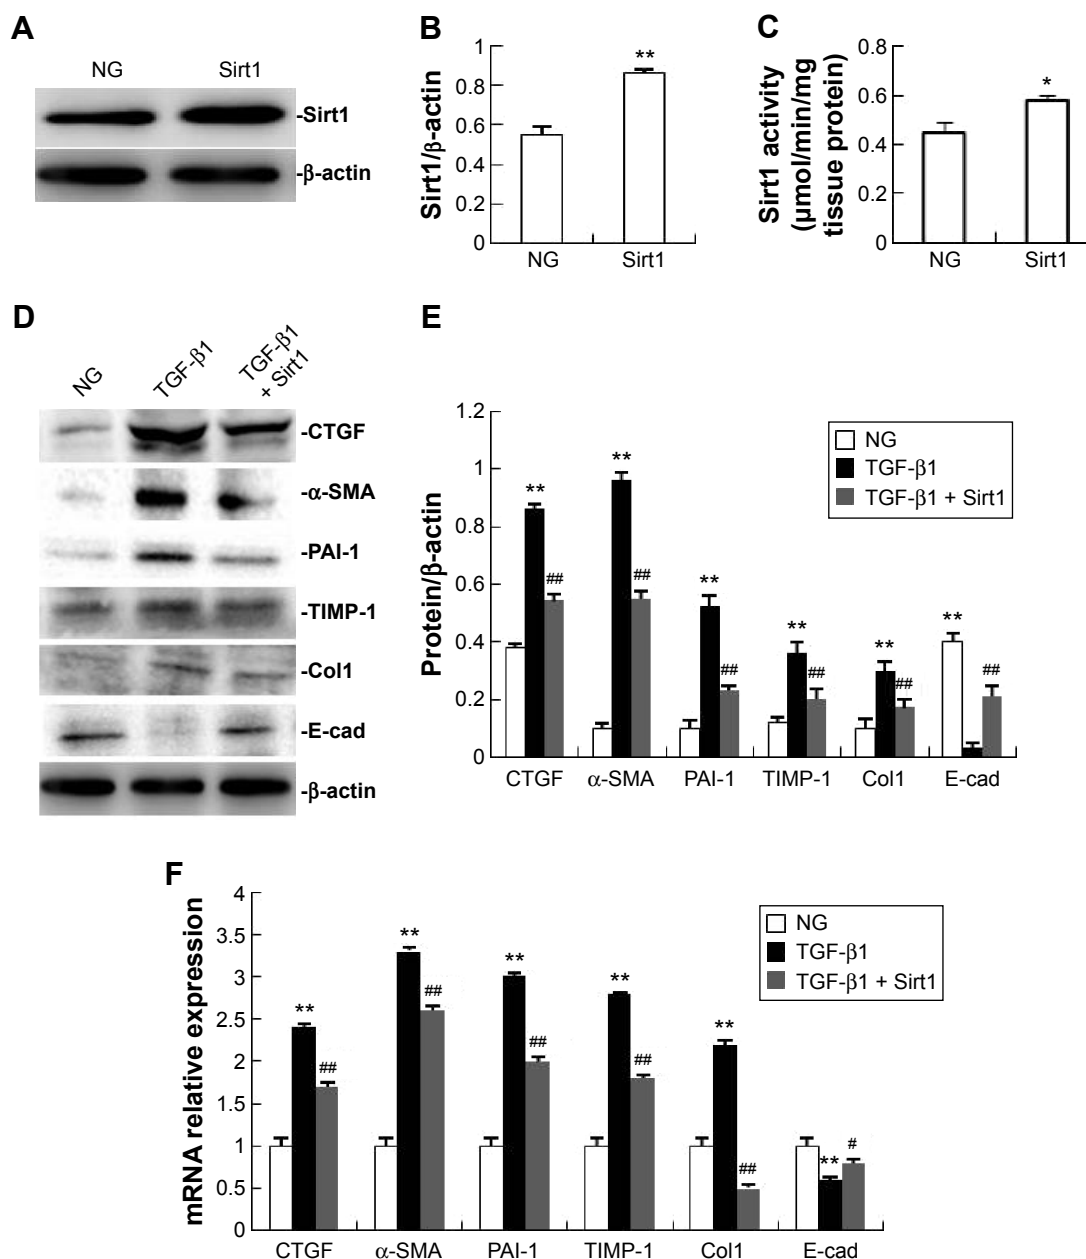 A
NG Sirt1
-Sirt1
-β-actin
B
Sirt1/β-actin
1
0.8
0.6
0.4
0.2
0
**
NG Sirt1
C
Sirt1 activity
(µmol/min/mg
tissue protein)
0.8
0.6
0.4
0.2
0
*
NG Sirt1
D
NG TGF-β1 TGF-β1
+ Sirt1
-CTGF
-α-SMA
-PAI-1
-TIMP-1
-Col1
-E-cad
-β-actin
E
Protein/β-actin
1.2
1
0.8
0.6
0.4
0.2
0
NG
TGF-β1
TGF-β1 + Sirt1
** ## ** ## ** ## ** ## ** ## ** ##
CTGF α-SMA PAI-1 TIMP-1 Col1 E-cad
F
mRNA relative expression
4
3.5
3
2.5
2
1.5
1
0.5
0
NG
TGF-β1
TGF-β1 + Sirt1
** ## ** ## ** ## ** ## ** ## ** #
CTGF α-SMA PAI-1 TIMP-1 Col1 E-cad